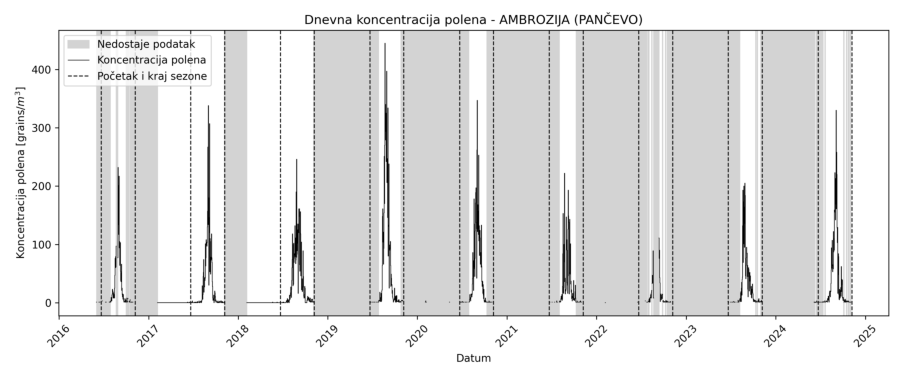 Dnevna koncentracija polena - AMBROZIJA (PANČEVO)
Nedostaje podatak
Koncentracija polena
Početak i kraj sezone
Koncentracija polena [grains/m³]
400
300
200
100
0
2016
2017
2018
2019
2020
2021
2022
2023
2024
2025
Datum